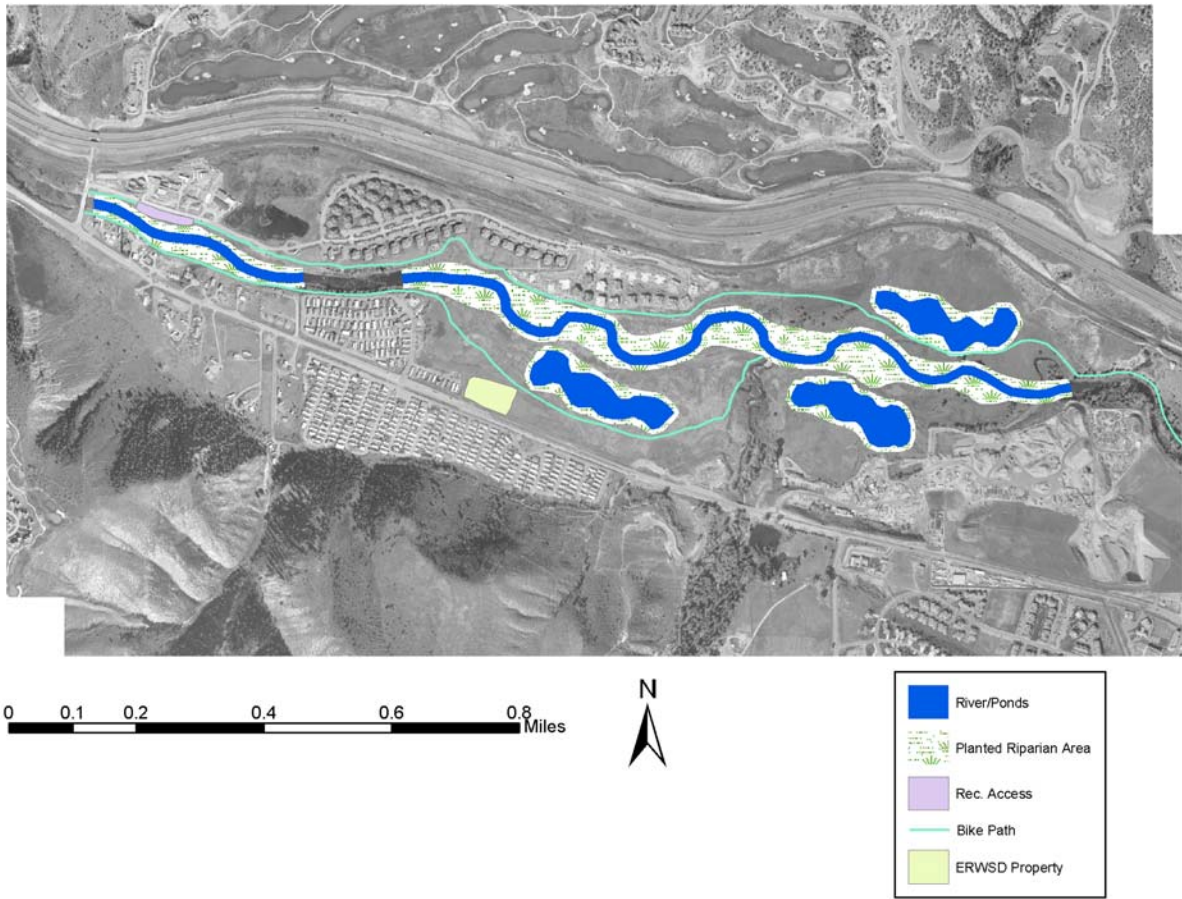 0 0.1 0.2 0.4 0.6 0.8
Miles
N
River/Ponds
Planted Riparian Area
Rec. Access
Bike Path
ERWSD Property